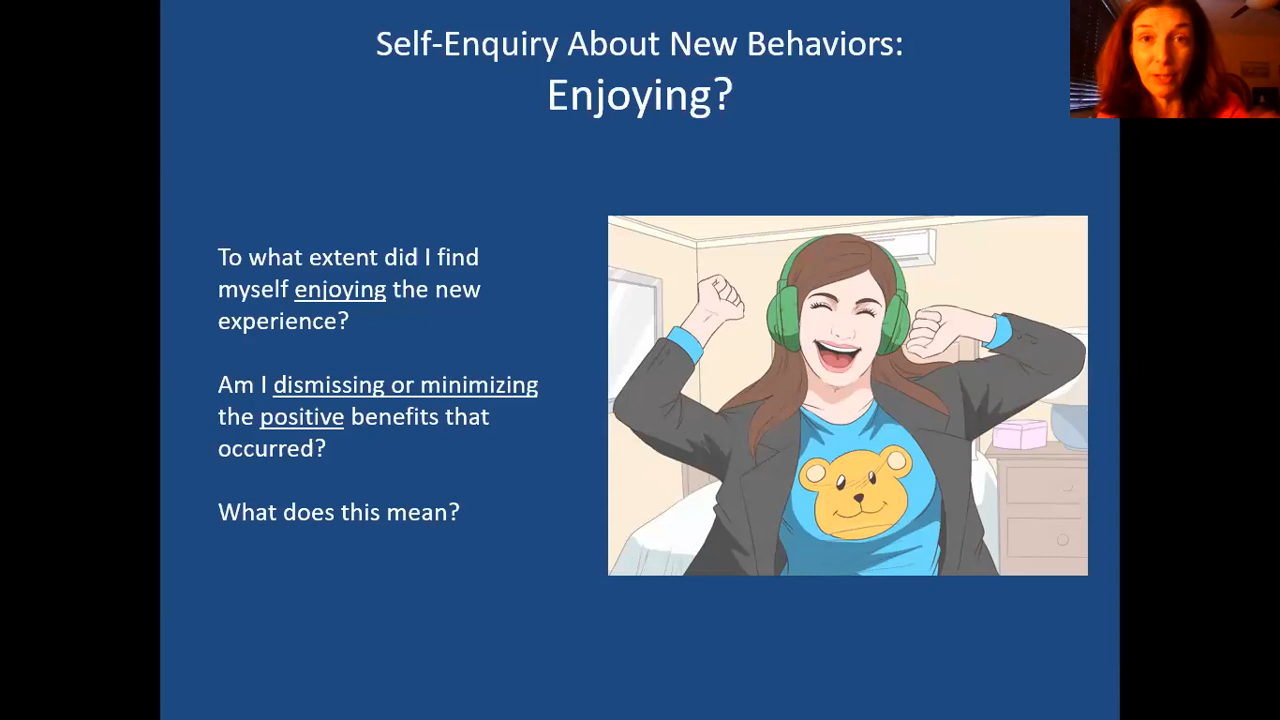 Self-Enquiry About New Behaviors:
Enjoying?
To what extent did I find
myself enjoying the new
experience?
Am I dismissing or minimizing
the positive benefits that
occurred?
What does this mean?